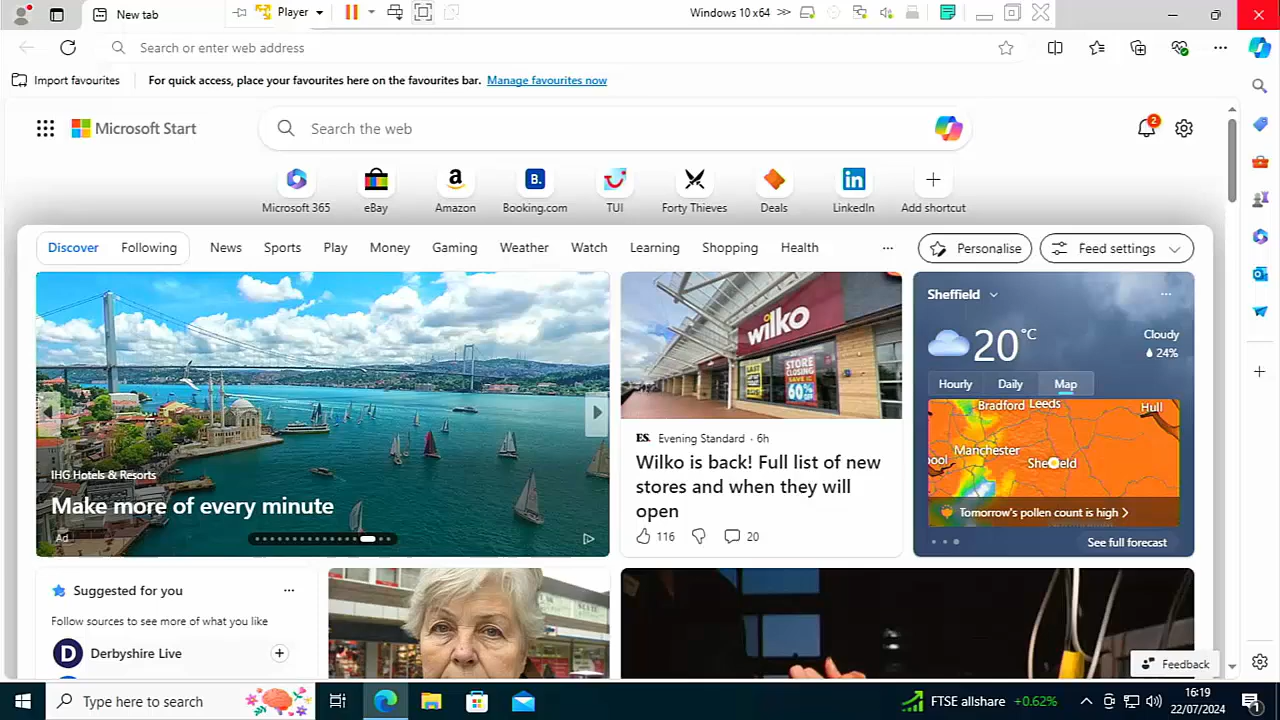 New tab
Player
Windows 10 x64
Search or enter web address
Import favourites
For quick access, place your favourites here on the favourites bar. Manage favourites now
Microsoft Start
Search the web
2
Microsoft 365
eBay
Amazon
Booking.com
TUI
Forty Thieves
Deals
LinkedIn
Add shortcut
Discover
Following
News
Sports
Play
Money
Gaming
Weather
Watch
Learning
Shopping
Health
Personalise
Feed settings
IHG Hotels & Resorts
Make more of every minute
Ad
wilko
STORE
CLOSING
60%
ES. Evening Standard · 6h
Wilko is back! Full list of new
stores and when they will
open
116
20
Sheffield
20 °C
Cloudy
24%
Hourly
Daily
Map
Bradford Leeds
Hull
Manchester
pool
Sheffield
Tomorrow's pollen count is high >
See full forecast
Suggested for you
Follow sources to see more of what you like
D Derbyshire Live
Feedback
Type here to search
FTSE allshare +0.62%
16:19
22/07/2024
1